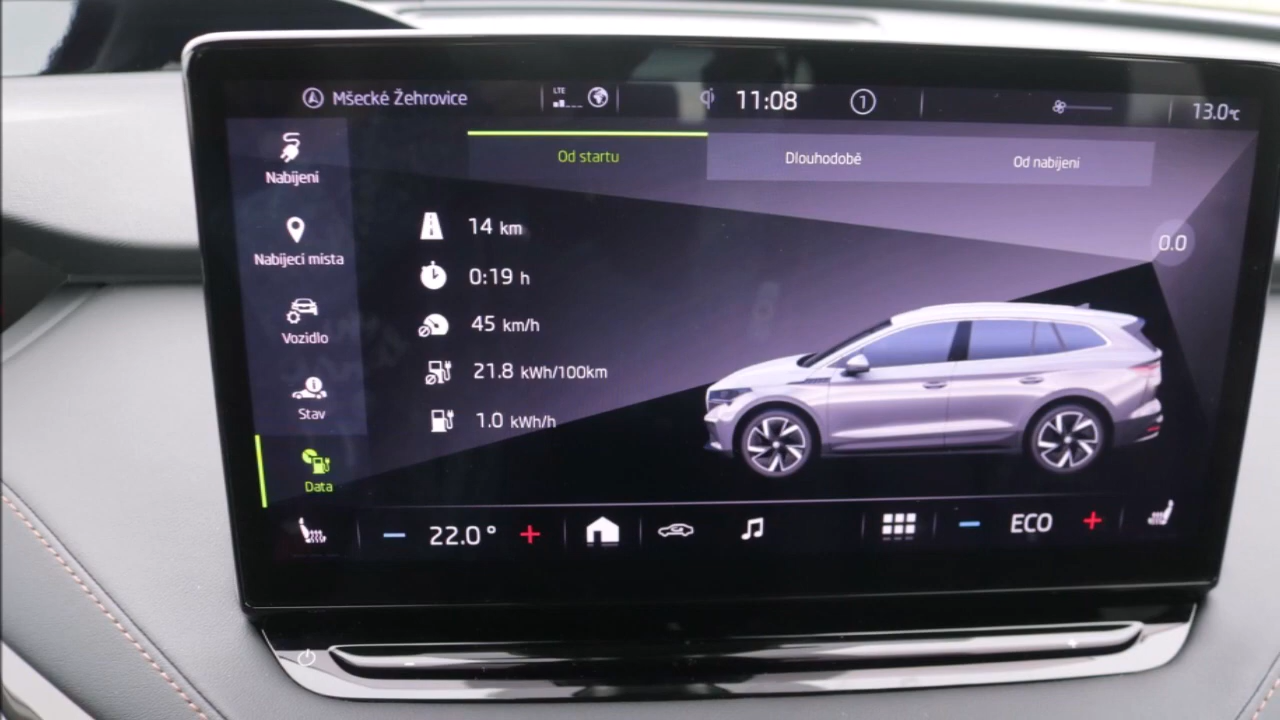 Mšecké Žehrovice
LTE
11:08
1
13.0°C
Nabíjení
Nabíjecí místa
Vozidlo
Stav
Data
Od startu
Dlouhodobě
Od nabíjení
14 km
0:19 h
45 km/h
21.8 kWh/100km
1.0 kWh/h
0.0
22.0°
ECO